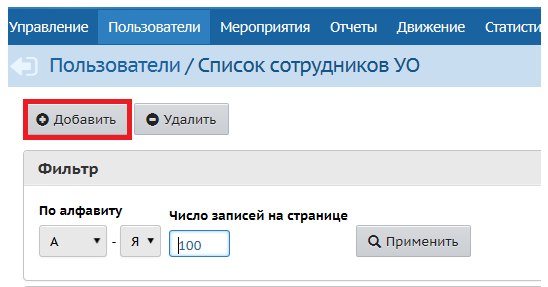 Управление Пользователи Мероприятия Отчеты Движение Статисти
Пользователи / Список сотрудников УО
Добавить Удалить
Фильтр
По алфавиту Число записей на странице
А - Я 100 Применить